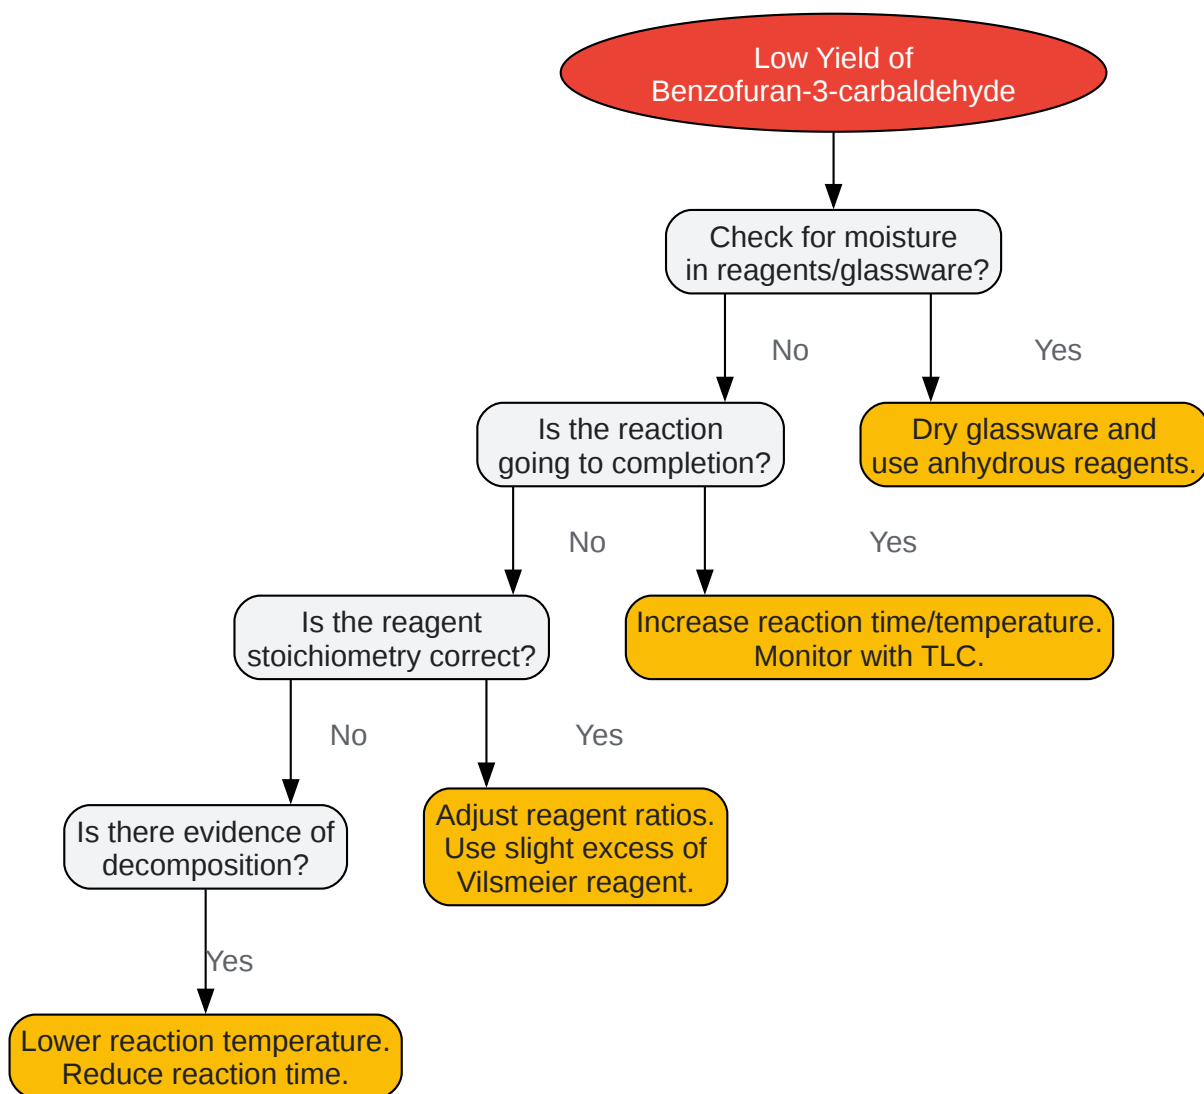 Low Yield of
Benzofuran-3-carbaldehyde
Check for moisture
in reagents/glassware?
No
Yes
Is the reaction
going to completion?
Dry glassware and
use anhydrous reagents.
No
Yes
Is the reagent
stoichiometry correct?
Increase reaction time/temperature.
Monitor with TLC.
No
Yes
Is there evidence of
decomposition?
Adjust reagent ratios.
Use slight excess of
Vilsmeier reagent.
Yes
Lower reaction temperature.
Reduce reaction time.